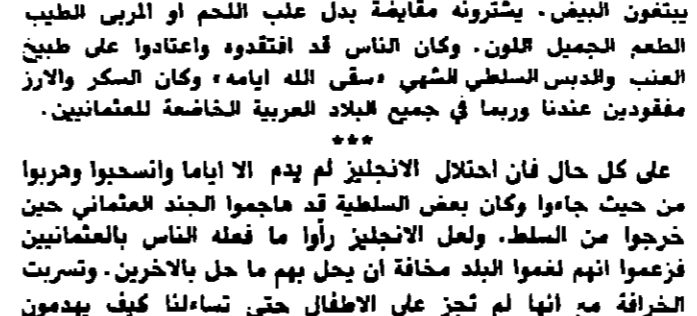 يبتغون البيض. يشترونه مقايضة بدل علب اللحم او المربى الطيب
الطعم الجميل اللون. وكان الناس قد افتقدوه واعتادوا على طبيخ
العنب والدبس السلطي الشهي «سقى الله ايامه» وكان السكر والارز
مفقودين عندنا وربما في جميع البلاد العربية الخاضعة للعثمانيين.
***
على كل حال فان احتلال الانجليز لم يدم الا اياما وانسحبوا وهربوا
من حيث جاءوا وكان بعض السلطية قد هاجموا الجند العثماني حين
خرجوا من السلط. ولعل الانجليز رأوا ما فعله الناس بالعثمانيين
فزعموا انهم لغموا البلد مخافة ان يحل بهم ما حل بالاخرين. وتسربت
الخرافة مع أنها لم تجز على الاطفال حتى تساءلنا كيف يهدمون